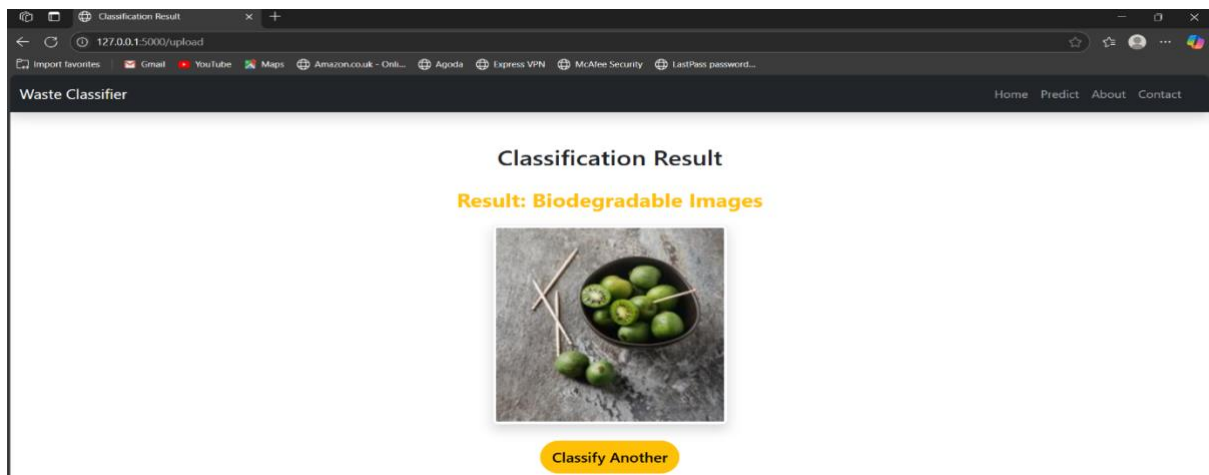 Classification Result
127.0.0.1:5000/upload
Import favorites Gmail YouTube Maps Amazon.co.uk - Onli... Agoda Express VPN McAfee Security LastPass password...
Waste Classifier Home Predict About Contact
Classification Result
Result: Biodegradable Images
Classify Another